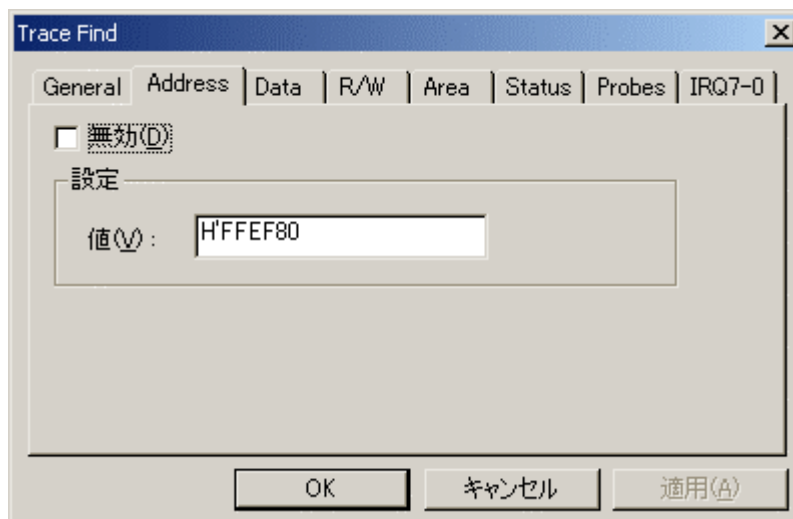 Trace Find
General Address Data R/W Area Status Probes IRQ7-0
無効(D)
設定
値(V) : H'FFEF80
OK キャンセル 適用(A)